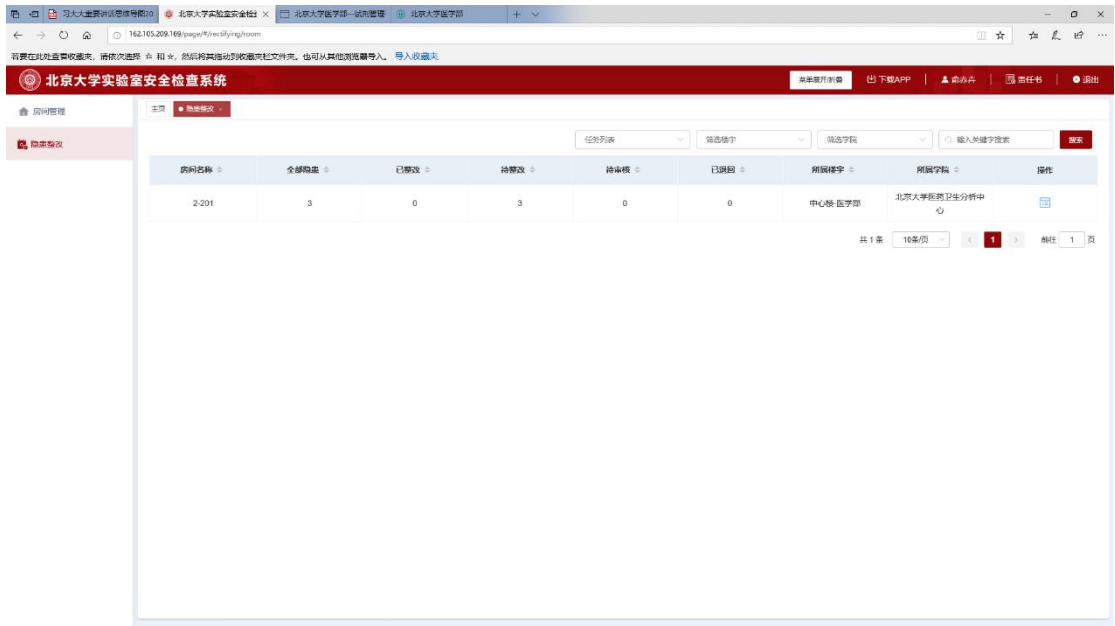 习大大重要讲话思维导图20
北京大学实验室安全检
北京大学医学部--试剂管理
北京大学医学部
162.105.209.169/page/#/rectifying/room
若要在此处查看收藏夹，请依次选择 ☆ 和 ☆，然后将其拖动到收藏夹栏文件夹。也可从其他浏览器导入。 导入收藏夹
北京大学实验室安全检查系统
菜单展开/折叠
下载APP
责任书
退出
房间管理
隐患整改
主页
隐患整改
任务列表
筛选楼宇
筛选学院
输入关键字搜索
搜索
房间名称 全部隐患 已整改 待整改 待审核 已退回 所属楼宇 所属学院 操作
2-201 3 0 3 0 0 中心楼-医学部 北京大学医药卫生分析中
心
共 1 条 10条/页 1 前往 1 页